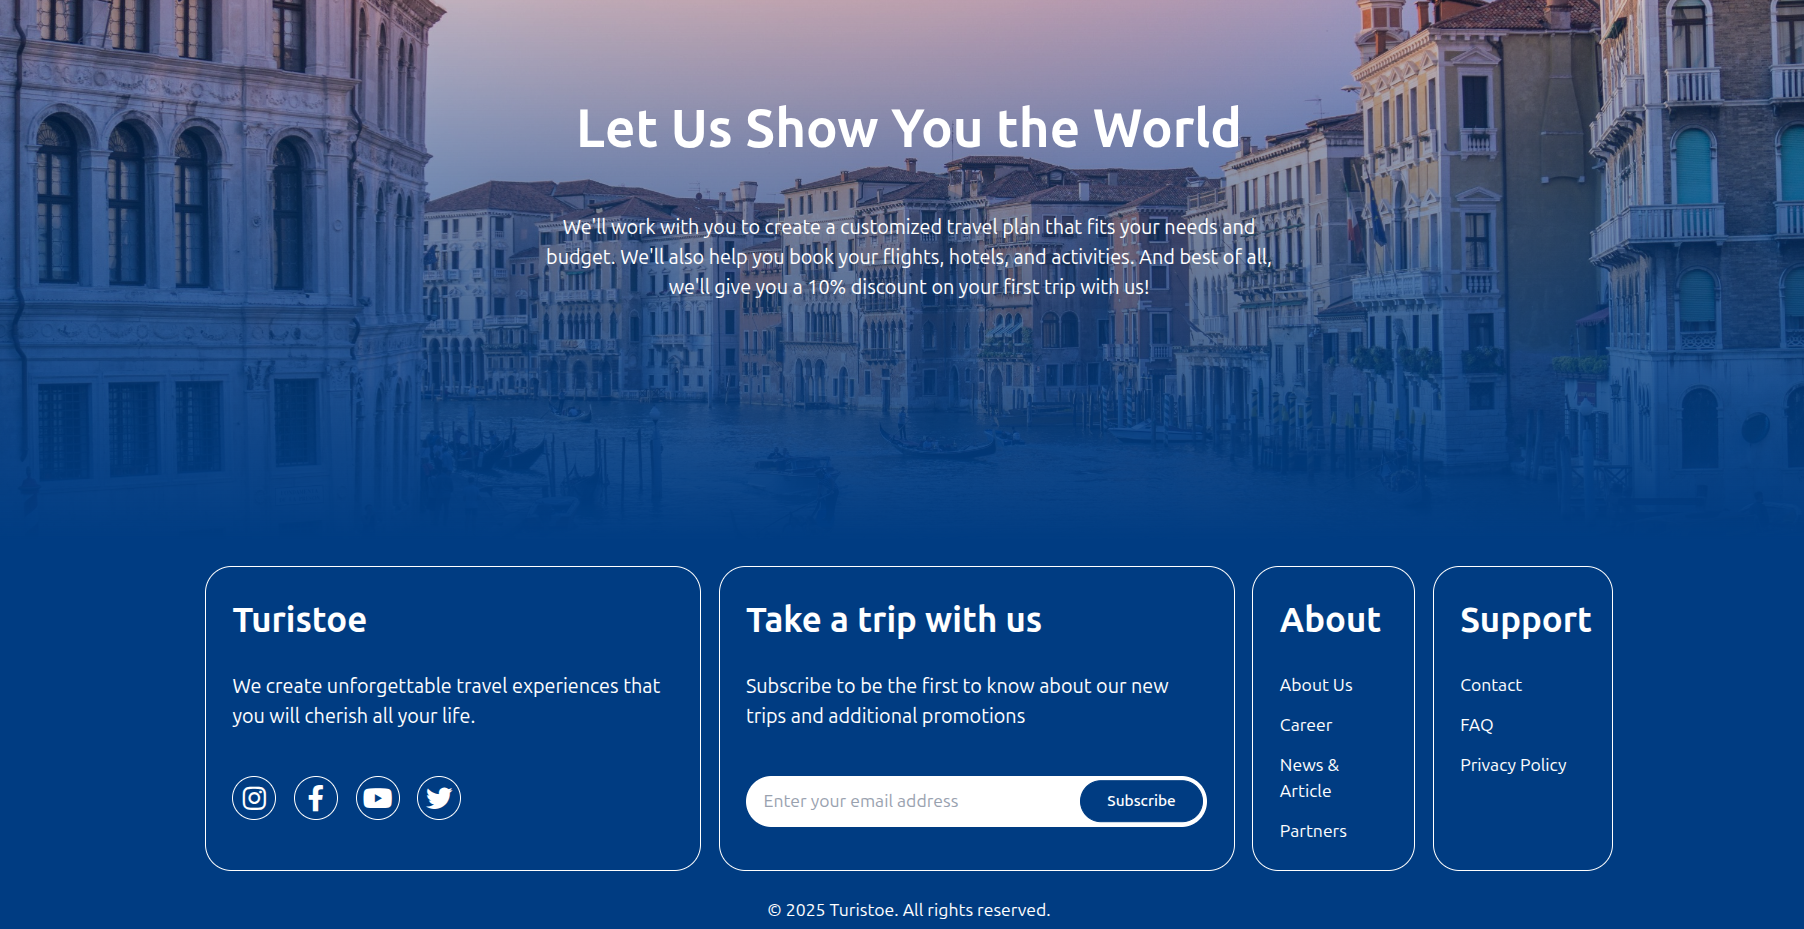 Let Us Show You the World
We'll work with you to create a customized travel plan that fits your needs and
budget. We'll also help you book your flights, hotels, and activities. And best of all,
we'll give you a 10% discount on your first trip with us!
Turistoe
We create unforgettable travel experiences that
you will cherish all your life.
Take a trip with us
Subscribe to be the first to know about our new
trips and additional promotions
Enter your email address
Subscribe
About
About Us
Career
News &
Article
Partners
Support
Contact
FAQ
Privacy Policy
© 2025 Turistoe. All rights reserved.